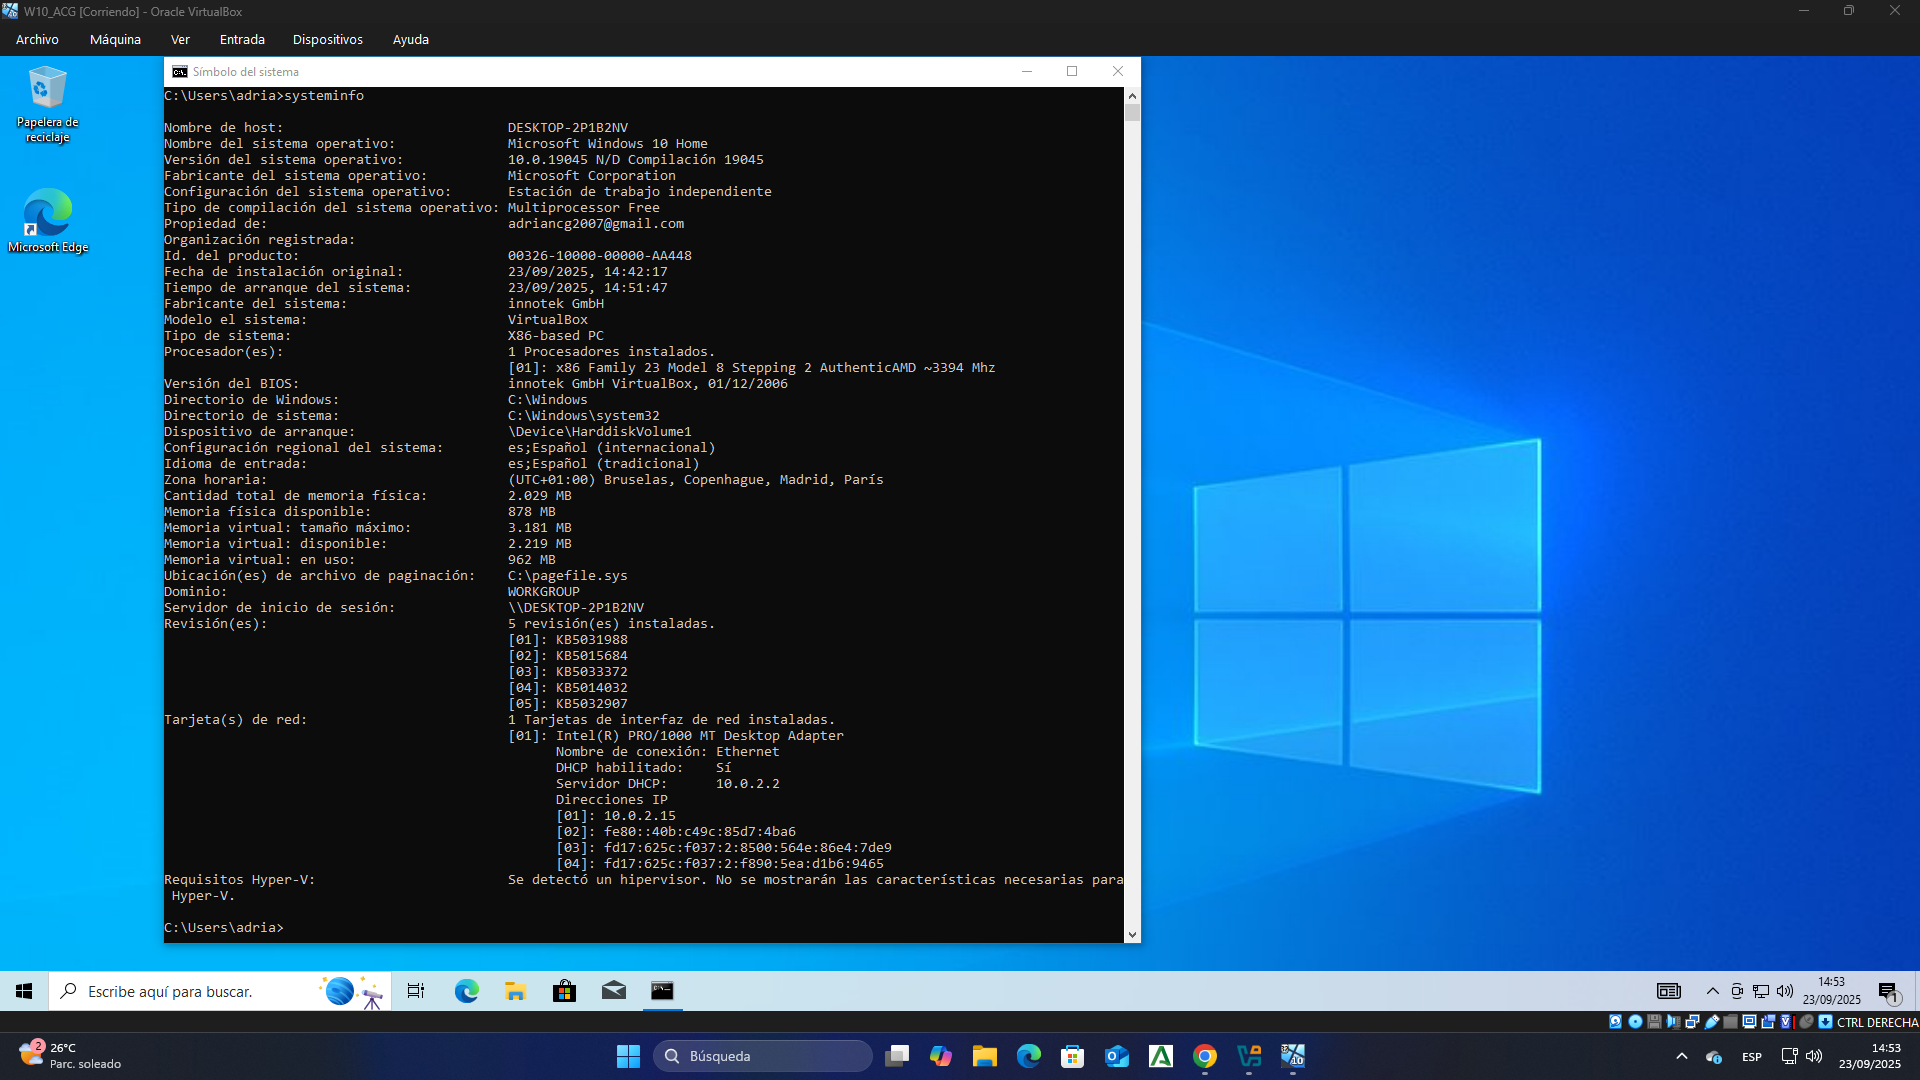 W10_ACG [Corriendo] - Oracle VirtualBox
Archivo Máquina Ver Entrada Dispositivos Ayuda
Papelera de reciclaje
Microsoft Edge
Símbolo del sistema
C:\Users\adria>systeminfo
Nombre de host: DESKTOP-2P1B2NV
Nombre del sistema operativo: Microsoft Windows 10 Home
Versión del sistema operativo: 10.0.19045 N/D Compilación 19045
Fabricante del sistema operativo: Microsoft Corporation
Configuración del sistema operativo: Estación de trabajo independiente
Tipo de compilación del sistema operativo: Multiprocessor Free
Propiedad de: adriancg2007@gmail.com
Organización registrada:
Id. del producto: 00326-10000-00000-AA448
Fecha de instalación original: 23/09/2025, 14:42:17
Tiempo de arranque del sistema: 23/09/2025, 14:51:47
Fabricante del sistema: innotek GmbH
Modelo el sistema: VirtualBox
Tipo de sistema: X86-based PC
Procesador(es): 1 Procesadores instalados.
[01]: x86 Family 23 Model 8 Stepping 2 AuthenticAMD ~3394 Mhz
Versión del BIOS: innotek GmbH VirtualBox, 01/12/2006
Directorio de Windows: C:\Windows
Directorio de sistema: C:\Windows\system32
Dispositivo de arranque: \Device\HarddiskVolume1
Configuración regional del sistema: es;Español (internacional)
Idioma de entrada: es;Español (tradicional)
Zona horaria: (UTC+01:00) Bruselas, Copenhague, Madrid, París
Cantidad total de memoria física: 2.029 MB
Memoria física disponible: 878 MB
Memoria virtual: tamaño máximo: 3.181 MB
Memoria virtual: disponible: 2.219 MB
Memoria virtual: en uso: 962 MB
Ubicación(es) de archivo de paginación: C:\pagefile.sys
Dominio: WORKGROUP
Servidor de inicio de sesión: \\DESKTOP-2P1B2NV
Revisión(es): 5 revisión(es) instaladas.
[01]: KB5031988
[02]: KB5015684
[03]: KB5033372
[04]: KB5014032
[05]: KB5032907
Tarjeta(s) de red: 1 Tarjetas de interfaz de red instaladas.
[01]: Intel(R) PRO/1000 MT Desktop Adapter
Nombre de conexión: Ethernet
DHCP habilitado: Sí
Servidor DHCP: 10.0.2.2
Direcciones IP
[01]: 10.0.2.15
[02]: fe80::40b:c49c:85d7:4ba6
[03]: fd17:625c:f037:2:8500:564e:86e4:7de9
[04]: fd17:625c:f037:2:f890:5ea:d1b6:9465
Requisitos Hyper-V: Se detectó un hipervisor. No se mostrarán las características necesarias para
Hyper-V.
C:\Users\adria>
Escribe aquí para buscar.
14:53
23/09/2025
1
CTRL DERECHA
2
26°C
Parc. soleado
Búsqueda
ESP
14:53
23/09/2025